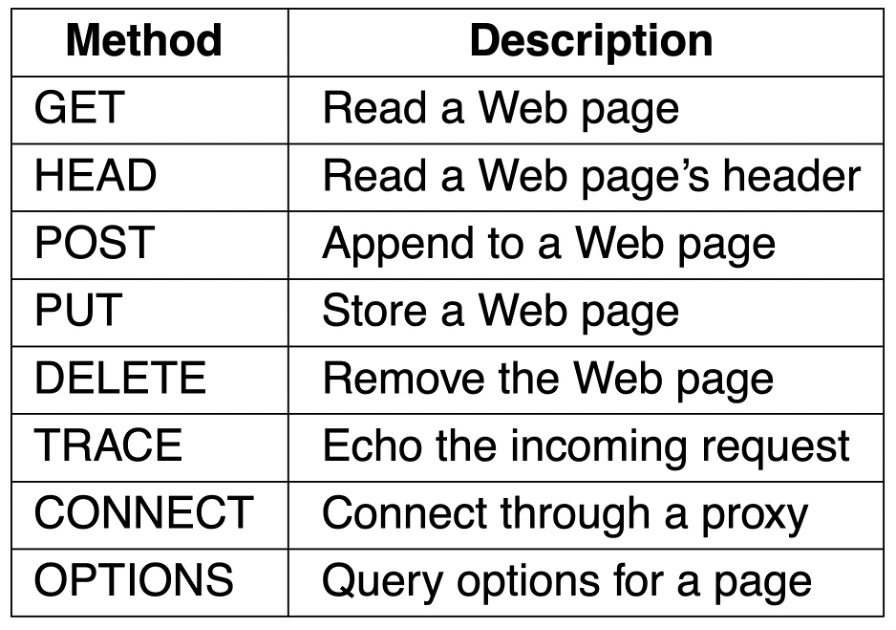 Method Description
GET Read a Web page
HEAD Read a Web page’s header
POST Append to a Web page
PUT Store a Web page
DELETE Remove the Web page
TRACE Echo the incoming request
CONNECT Connect through a proxy
OPTIONS Query options for a page